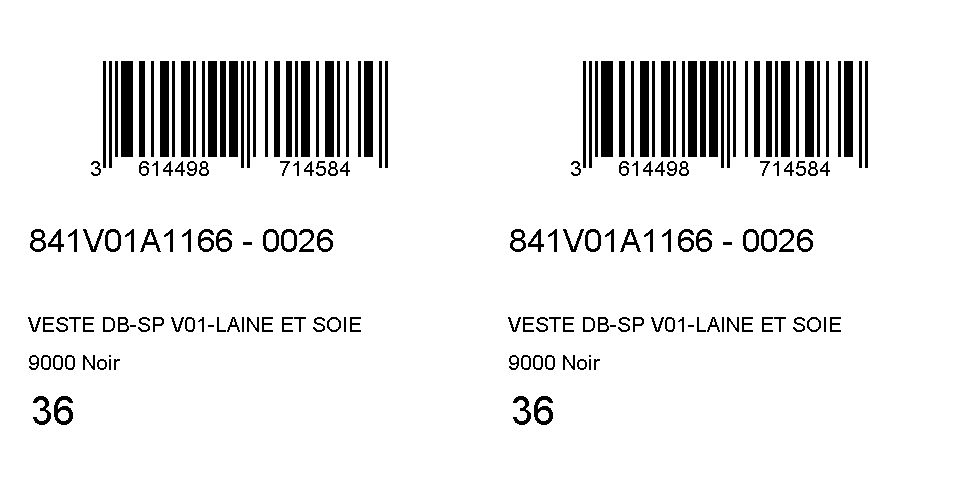 3 614498 714584
841V01A1166 - 0026
VESTE DB-SP V01-LAINE ET SOIE
9000 Noir
36
3 614498 714584
841V01A1166 - 0026
VESTE DB-SP V01-LAINE ET SOIE
9000 Noir
36